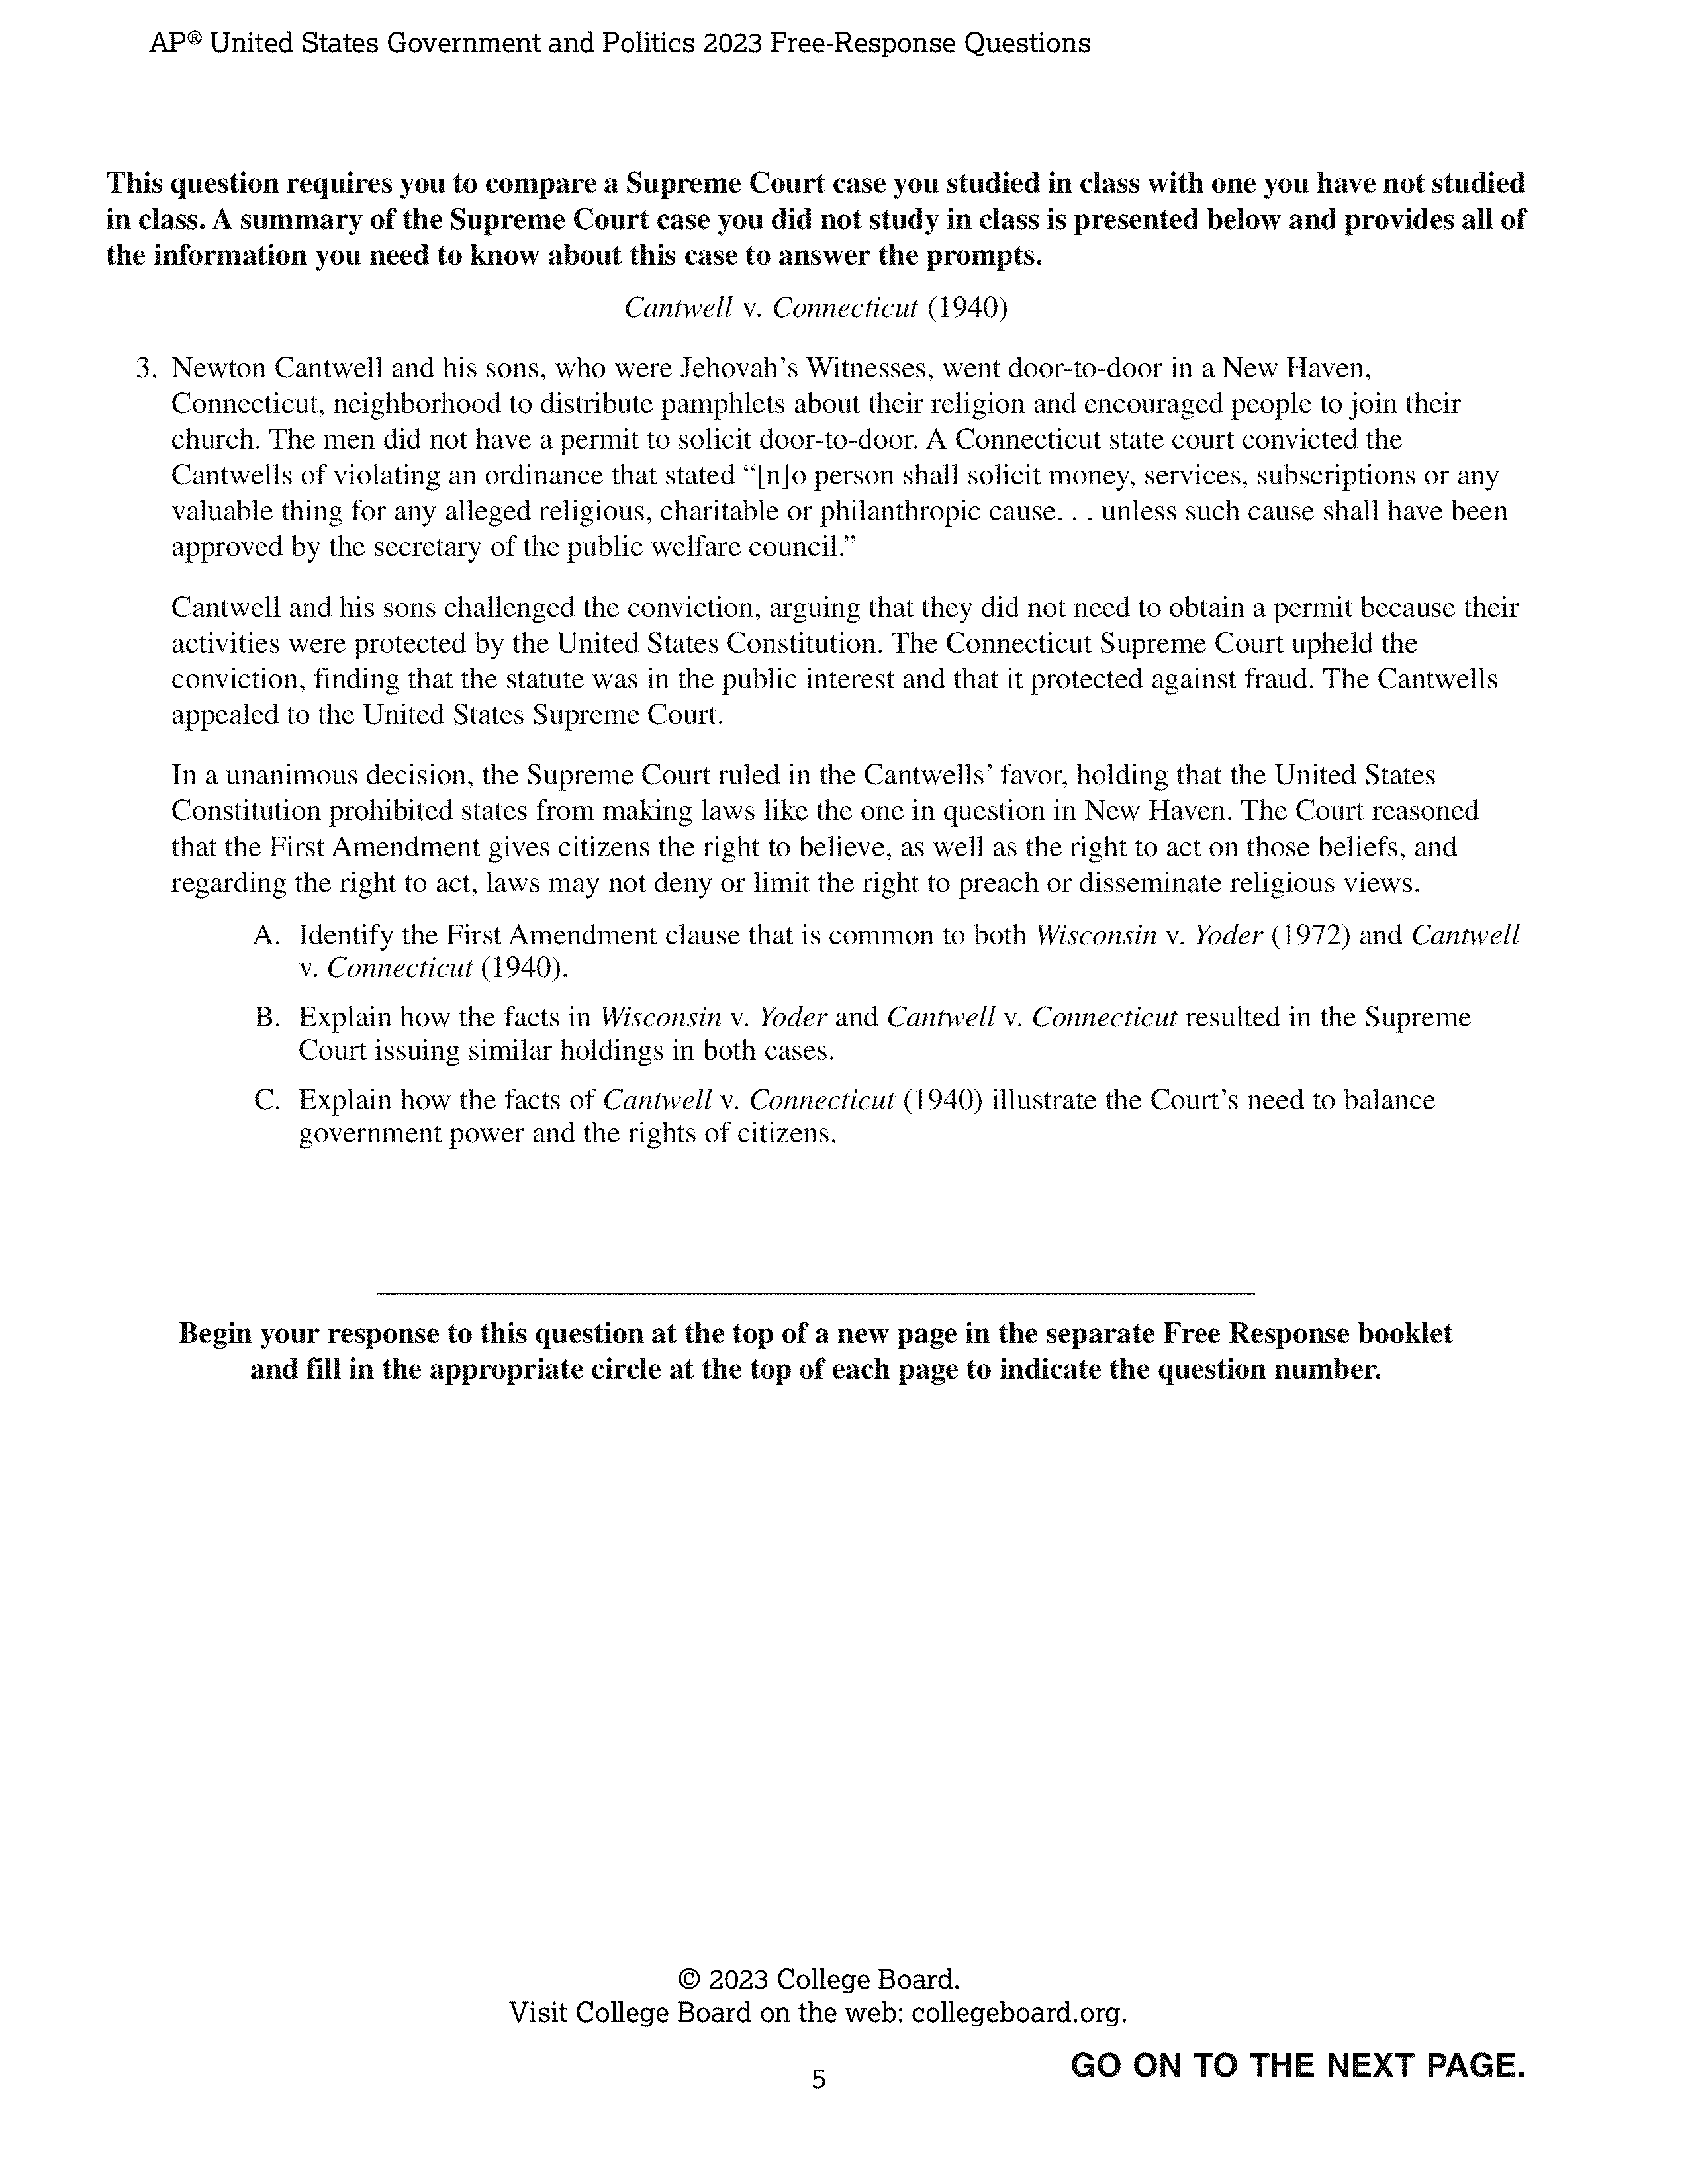 AP® United States Government and Politics 2023 Free-Response Questions
This question requires you to compare a Supreme Court case you studied in class with one you have not studied
in class. A summary of the Supreme Court case you did not study in class is presented below and provides all of
the information you need to know about this case to answer the prompts.
Cantwell v. Connecticut (1940)
3. Newton Cantwell and his sons, who were Jehovah’s Witnesses, went door-to-door in a New Haven,
Connecticut, neighborhood to distribute pamphlets about their religion and encouraged people to join their
church. The men did not have a permit to solicit door-to-door. A Connecticut state court convicted the
Cantwells of violating an ordinance that stated “[n]o person shall solicit money, services, subscriptions or any
valuable thing for any alleged religious, charitable or philanthropic cause. . . unless such cause shall have been
approved by the secretary of the public welfare council.”
Cantwell and his sons challenged the conviction, arguing that they did not need to obtain a permit because their
activities were protected by the United States Constitution. The Connecticut Supreme Court upheld the
conviction, finding that the statute was in the public interest and that it protected against fraud. The Cantwells
appealed to the United States Supreme Court.
In a unanimous decision, the Supreme Court ruled in the Cantwells’ favor, holding that the United States
Constitution prohibited states from making laws like the one in question in New Haven. The Court reasoned
that the First Amendment gives citizens the right to believe, as well as the right to act on those beliefs, and
regarding the right to act, laws may not deny or limit the right to preach or disseminate religious views.
A. Identify the First Amendment clause that is common to both Wisconsin v. Yoder (1972) and Cantwell
v. Connecticut (1940).
B. Explain how the facts in Wisconsin v. Yoder and Cantwell v. Connecticut resulted in the Supreme
Court issuing similar holdings in both cases.
C. Explain how the facts of Cantwell v. Connecticut (1940) illustrate the Court’s need to balance
government power and the rights of citizens.
Begin your response to this question at the top of a new page in the separate Free Response booklet
and fill in the appropriate circle at the top of each page to indicate the question number.
© 2023 College Board.
Visit College Board on the web: collegeboard.org.
GO ON TO THE NEXT PAGE.
5